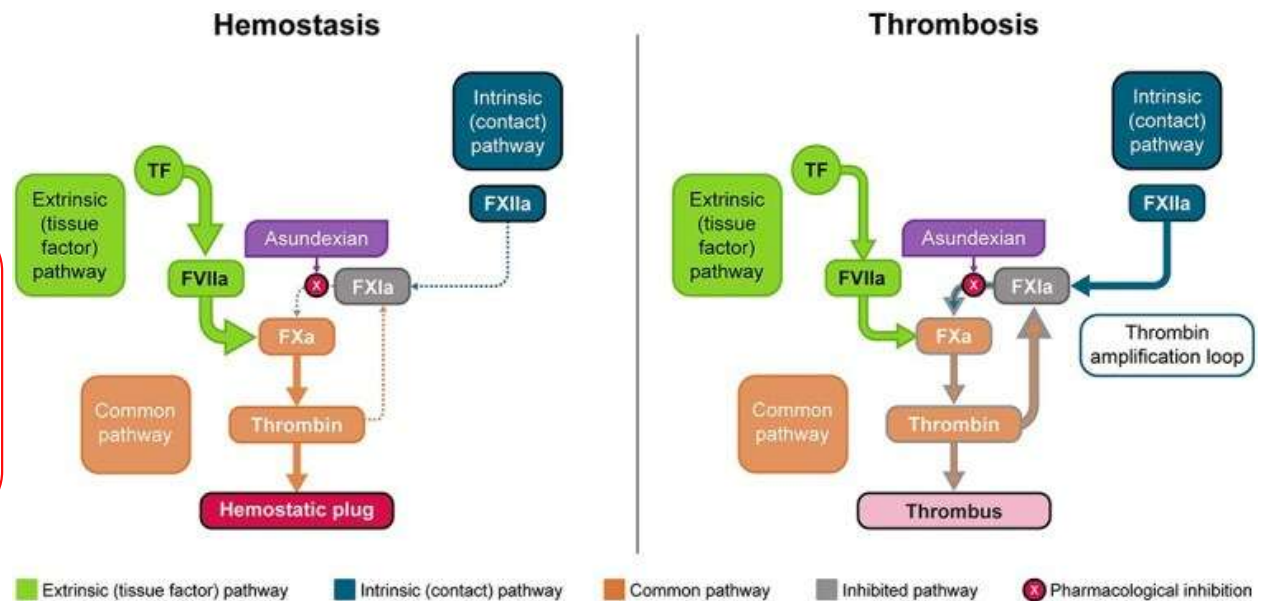 Hemostasis
Intrinsic
(contact)
pathway
TF
Extrinsic
(tissue
factor)
pathway
FXIIa
Asundexian
FVIIa
X
FXIa
FXa
Common
pathway
Thrombin
Hemostatic plug
Thrombosis
Intrinsic
(contact)
pathway
TF
Extrinsic
(tissue
factor)
pathway
FXIIa
Asundexian
FVIIa
X
FXIa
FXa
Thrombin
amplification loop
Common
pathway
Thrombin
Thrombus
Extrinsic (tissue factor) pathway
Intrinsic (contact) pathway
Common pathway
Inhibited pathway
X Pharmacological inhibition